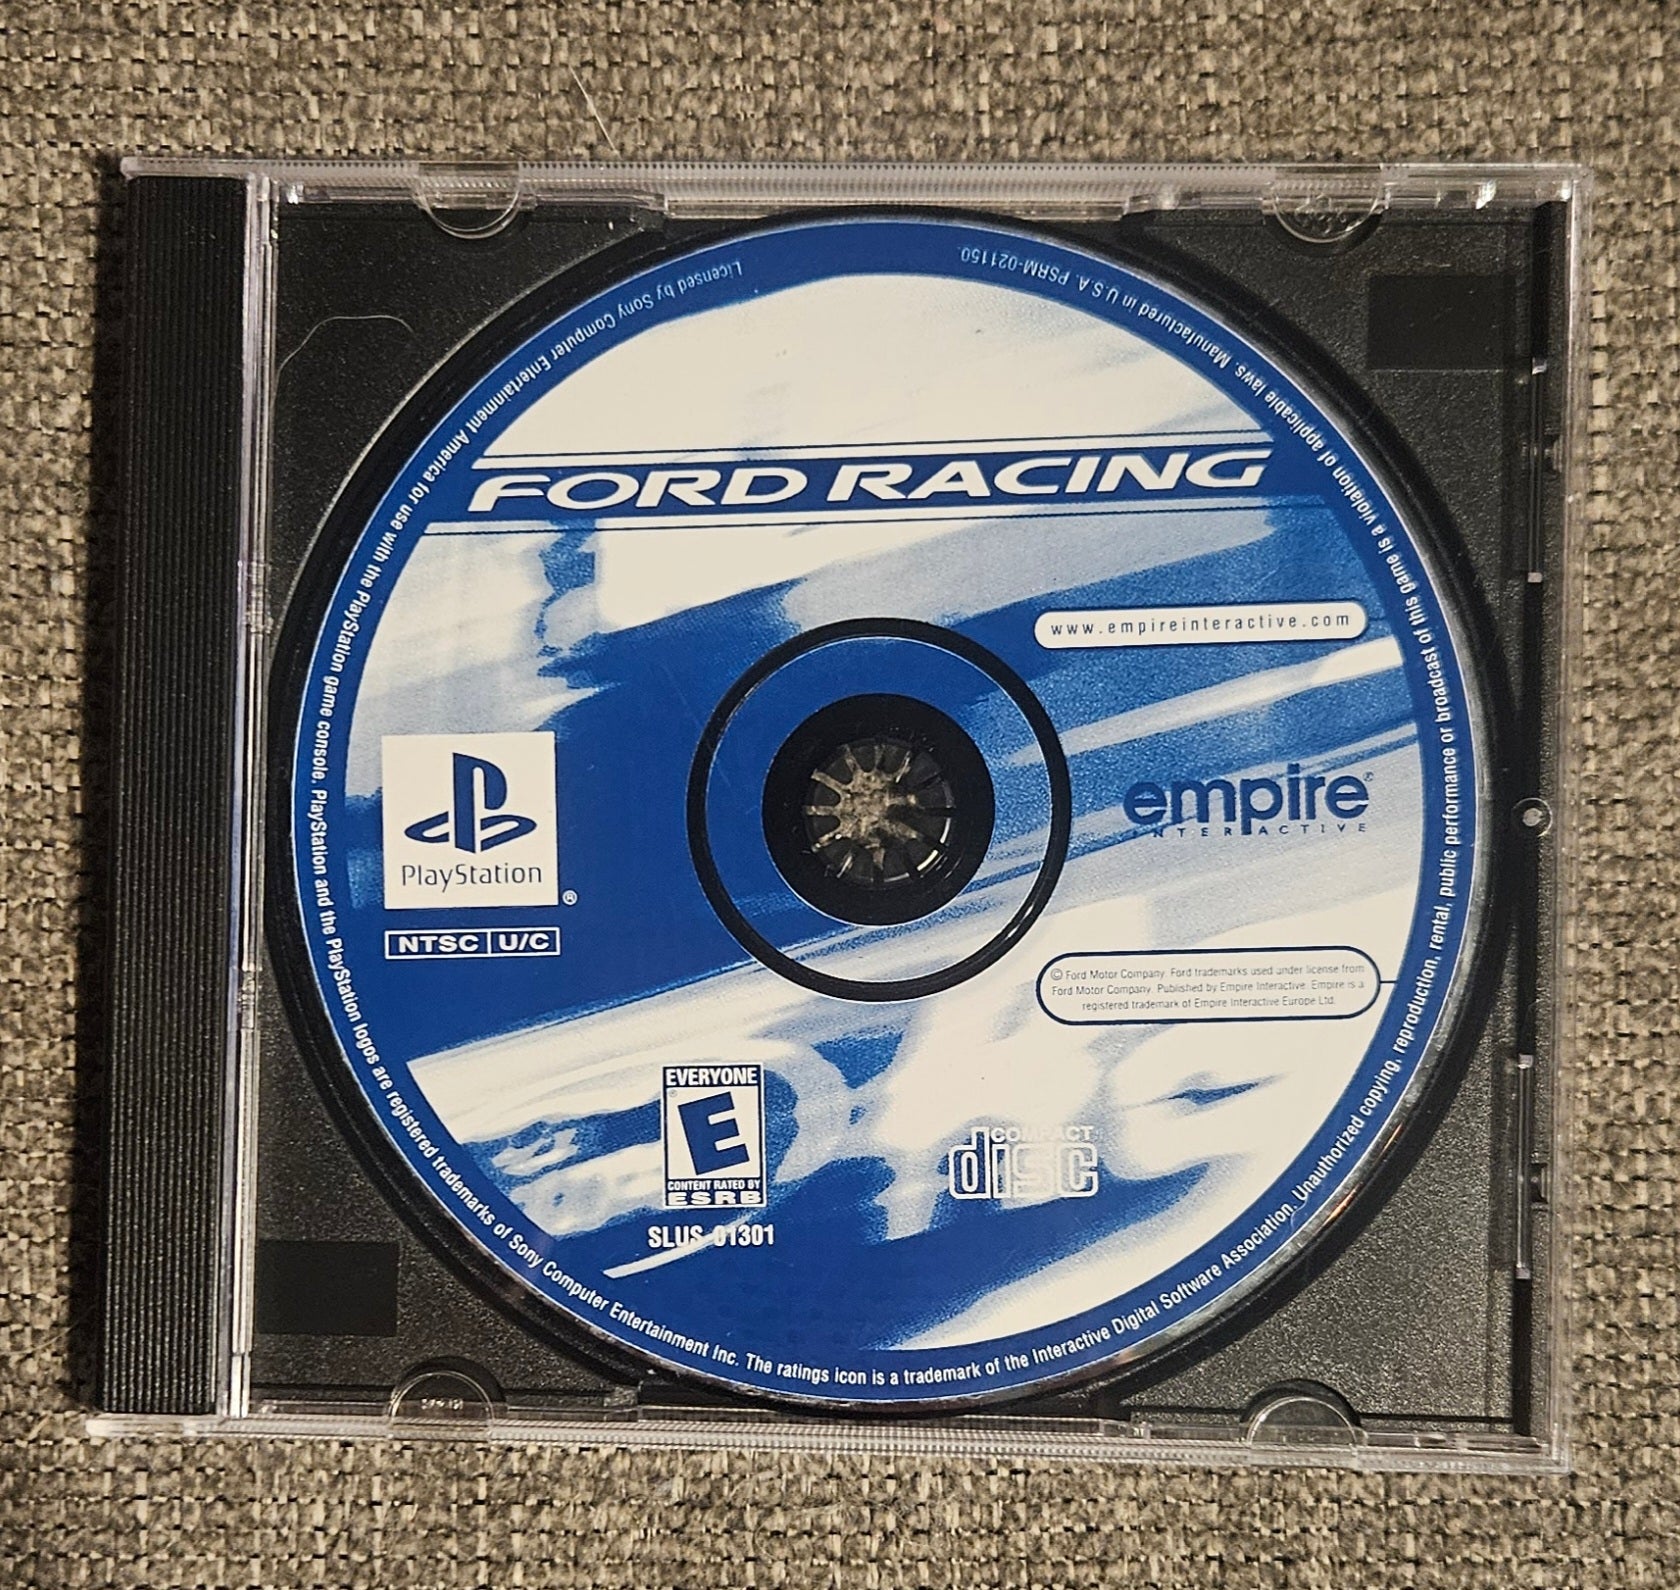 Licensed by Sony Computer Entertainment America for use with the PlayStation game console. PlayStation and the PlayStation logos are registered trademarks of Sony Computer Entertainment Inc. The ratings icon is a trademark of the Interactive Digital Software Association. Unauthorized copying, reproduction, rental, public performance or broadcast of this game is a violation of applicable laws. Manufactured in U.S.A. PSRM-021150.
FORD RACING
www.empireinteractive.com
empire®
INTERACTIVE
PlayStation
®
NTSC U/C
© Ford Motor Company. Ford trademarks used under license from
Ford Motor Company. Published by Empire Interactive. Empire is a
registered trademark of Empire Interactive Europe Ltd.
EVERYONE
E
CONTENT RATED BY
ESRB
SLUS-01301
COMPACT
disc